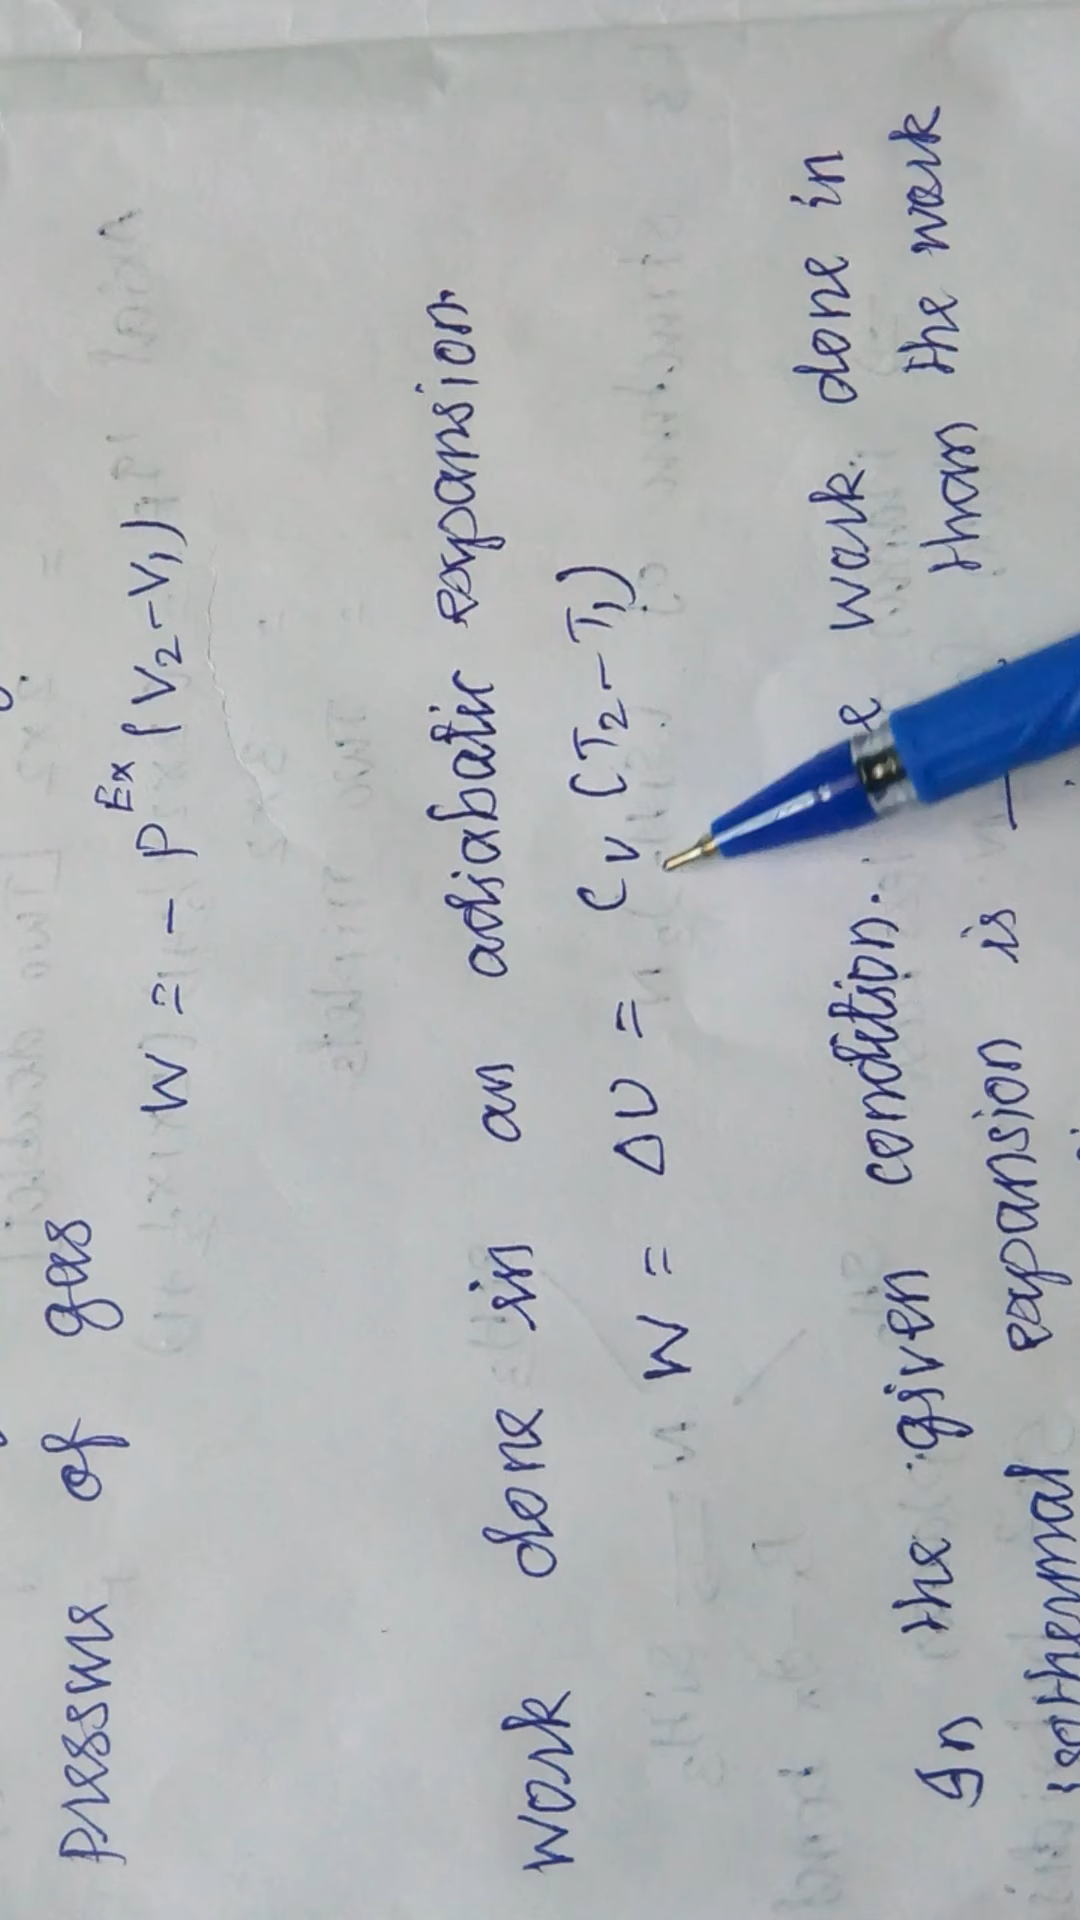 pressure of gas
W = - P^Ex (V2 - V1)
work done in an adiabatic expansion.
W = ΔU = Cv (T2 - T1)
In the given condition. work done in
isothermal expansion is than the work